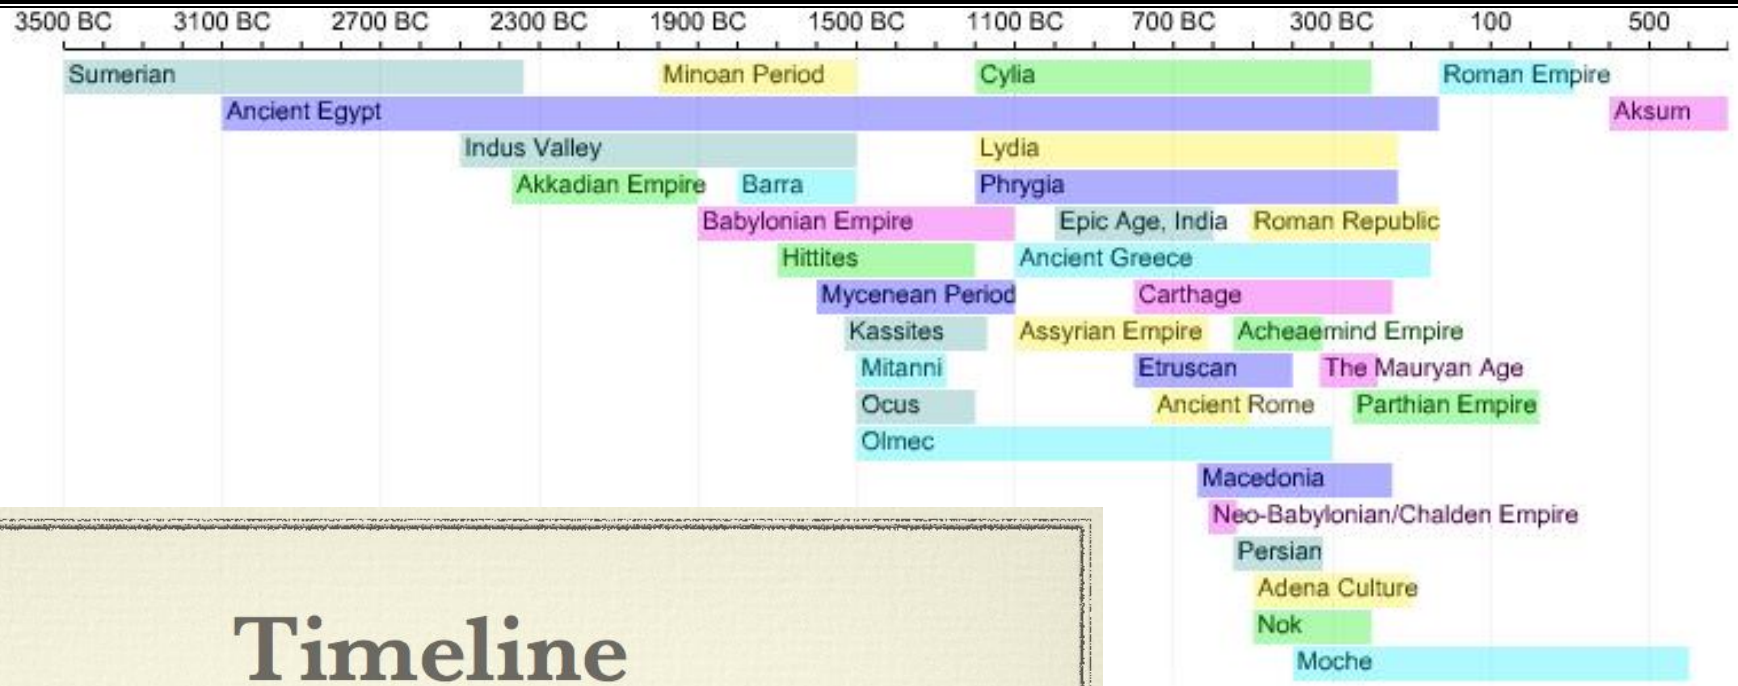 3500 BC 3100 BC 2700 BC 2300 BC 1900 BC 1500 BC 1100 BC 700 BC 300 BC 100 500
Sumerian Minoan Period Cylia Roman Empire
Ancient Egypt Aksum
Indus Valley Lydia
Akkadian Empire Barra Phrygia
Babylonian Empire Epic Age, India Roman Republic
Hittites Ancient Greece
Mycenean Period Carthage
Kassites Assyrian Empire Acheaemind Empire
Mitanni Etruscan The Mauryan Age
Ocus Ancient Rome Parthian Empire
Olmec
Macedonia
Neo-Babylonian/Chalden Empire
Persian
Adena Culture
Nok
Moche
Timeline